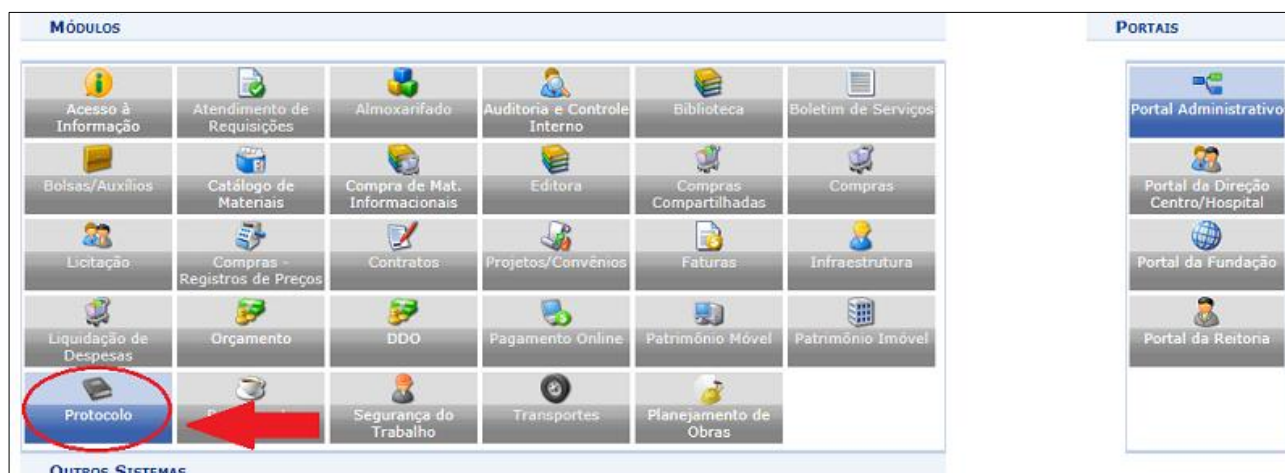 MÓDULOS
PORTAIS
Acesso à
Informação
Atendimento de
Requisições
Almoxarifado
Auditoria e Controle
Interno
Biblioteca
Boletim de Serviços
Portal Administrativo
Bolsas/Auxílios
Catálogo de
Materiais
Compra de Mat.
Informacionais
Editora
Compras
Compartilhadas
Compras
Portal da Direção
Centro/Hospital
Licitação
Compras -
Registros de Preços
Contratos
Projetos/Convênios
Faturas
Infraestrutura
Portal da Fundação
Liquidação de
Despesas
Orçamento
DDO
Pagamento Online
Patrimônio Móvel
Patrimônio Imóvel
Portal da Reitoria
Protocolo
Segurança do
Trabalho
Transportes
Planejamento de
Obras
OUTROS SISTEMAS